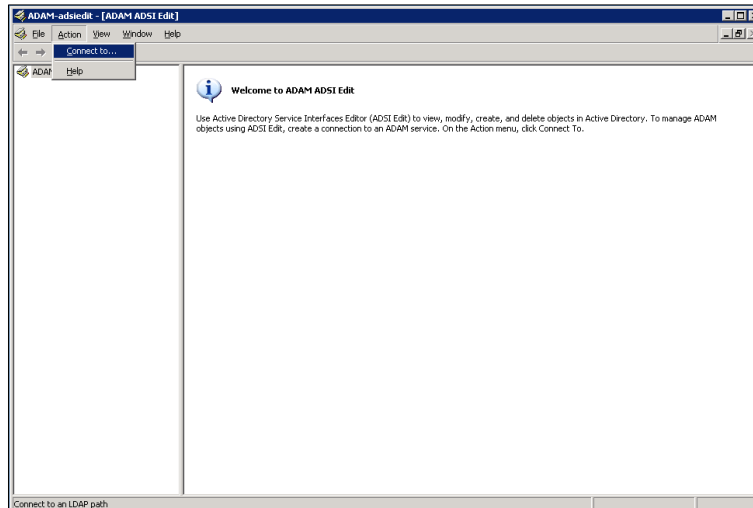 ADAM-adsiedit - [ADAM ADSI Edit]
File Action View Window Help
Connect to...
Help
ADAM
Welcome to ADAM ADSI Edit
Use Active Directory Service Interfaces Editor (ADSI Edit) to view, modify, create, and delete objects in Active Directory. To manage ADAM
objects using ADSI Edit, create a connection to an ADAM service. On the Action menu, click Connect To.
Connect to an LDAP path